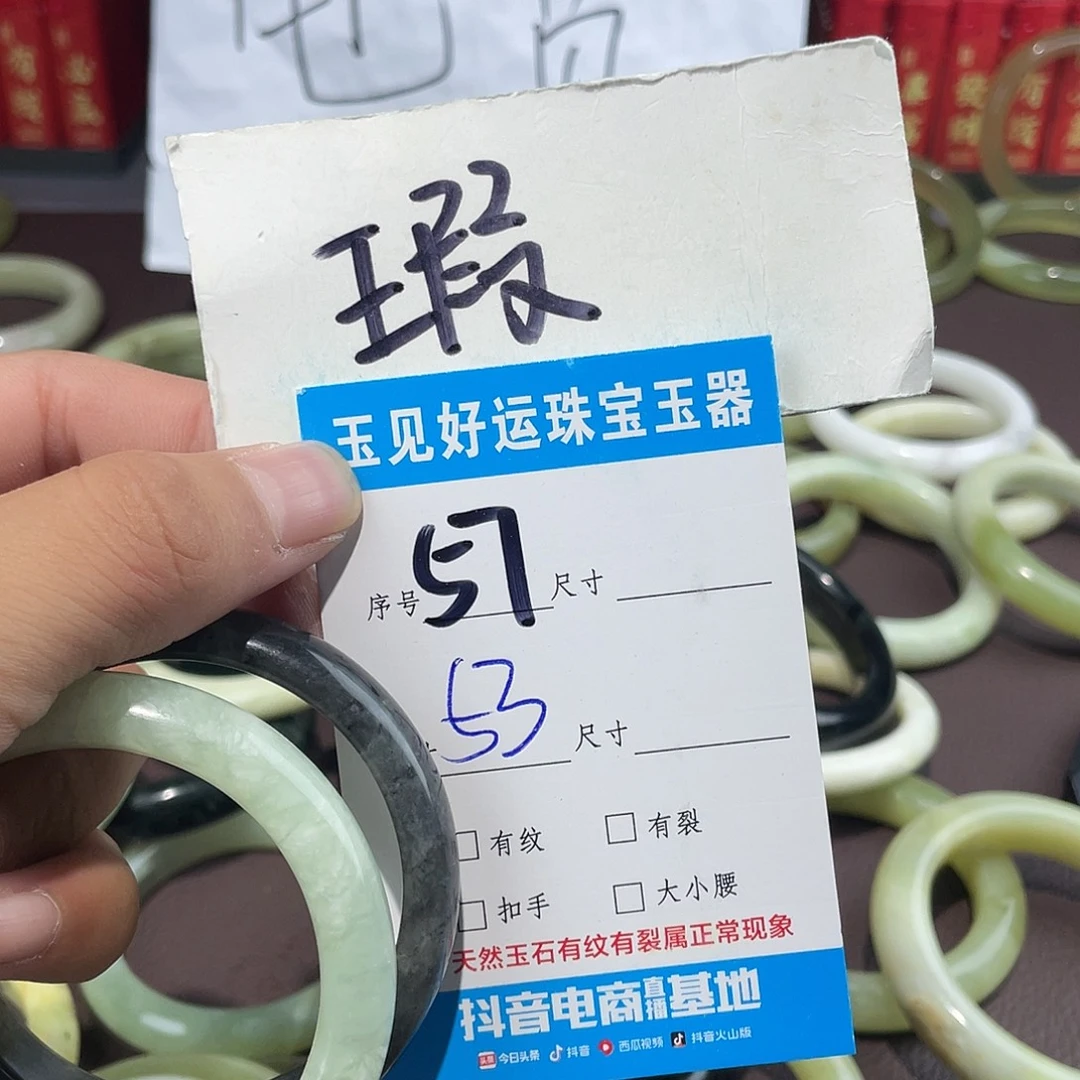 瑕
玉见好运珠宝玉器
序号 57 尺寸
53 尺寸
有纹 有裂
扣手 大小腰
天然玉石有纹有裂属正常现象
抖音电商直播基地
今日头条 抖音 西瓜视频 抖音火山版